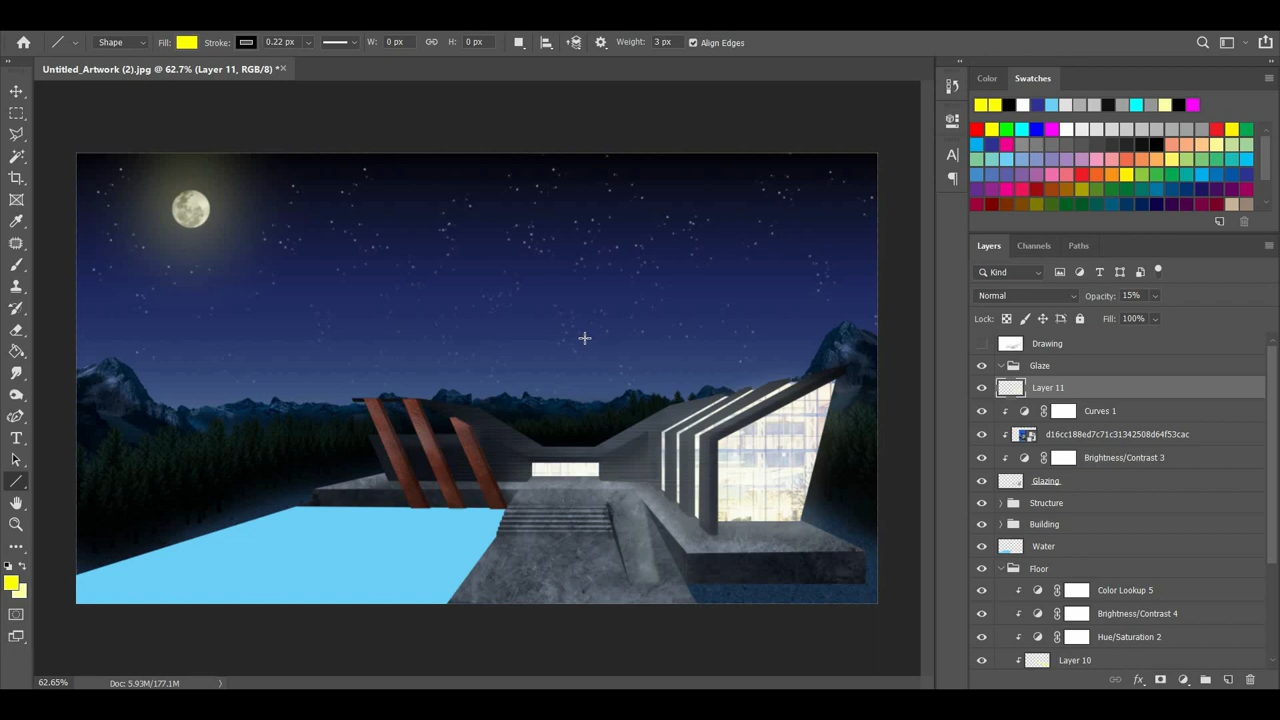 Shape Fill: Stroke: 0.22 px W: 0 px H: 0 px Weight: 3 px Align Edges
Untitled_Artwork (2).jpg @ 62.7% (Layer 11, RGB/8) *
Color Swatches
Layers Channels Paths
Kind
Normal Opacity: 15%
Lock: Fill: 100%
Drawing
Glaze
Layer 11
Curves 1
d16cc188ed7c71c31342508d64f53cac
Brightness/Contrast 3
Glazing
Structure
Building
Water
Floor
Color Lookup 5
Brightness/Contrast 4
Hue/Saturation 2
Layer 10
62.65% Doc: 5.93M/177.1M